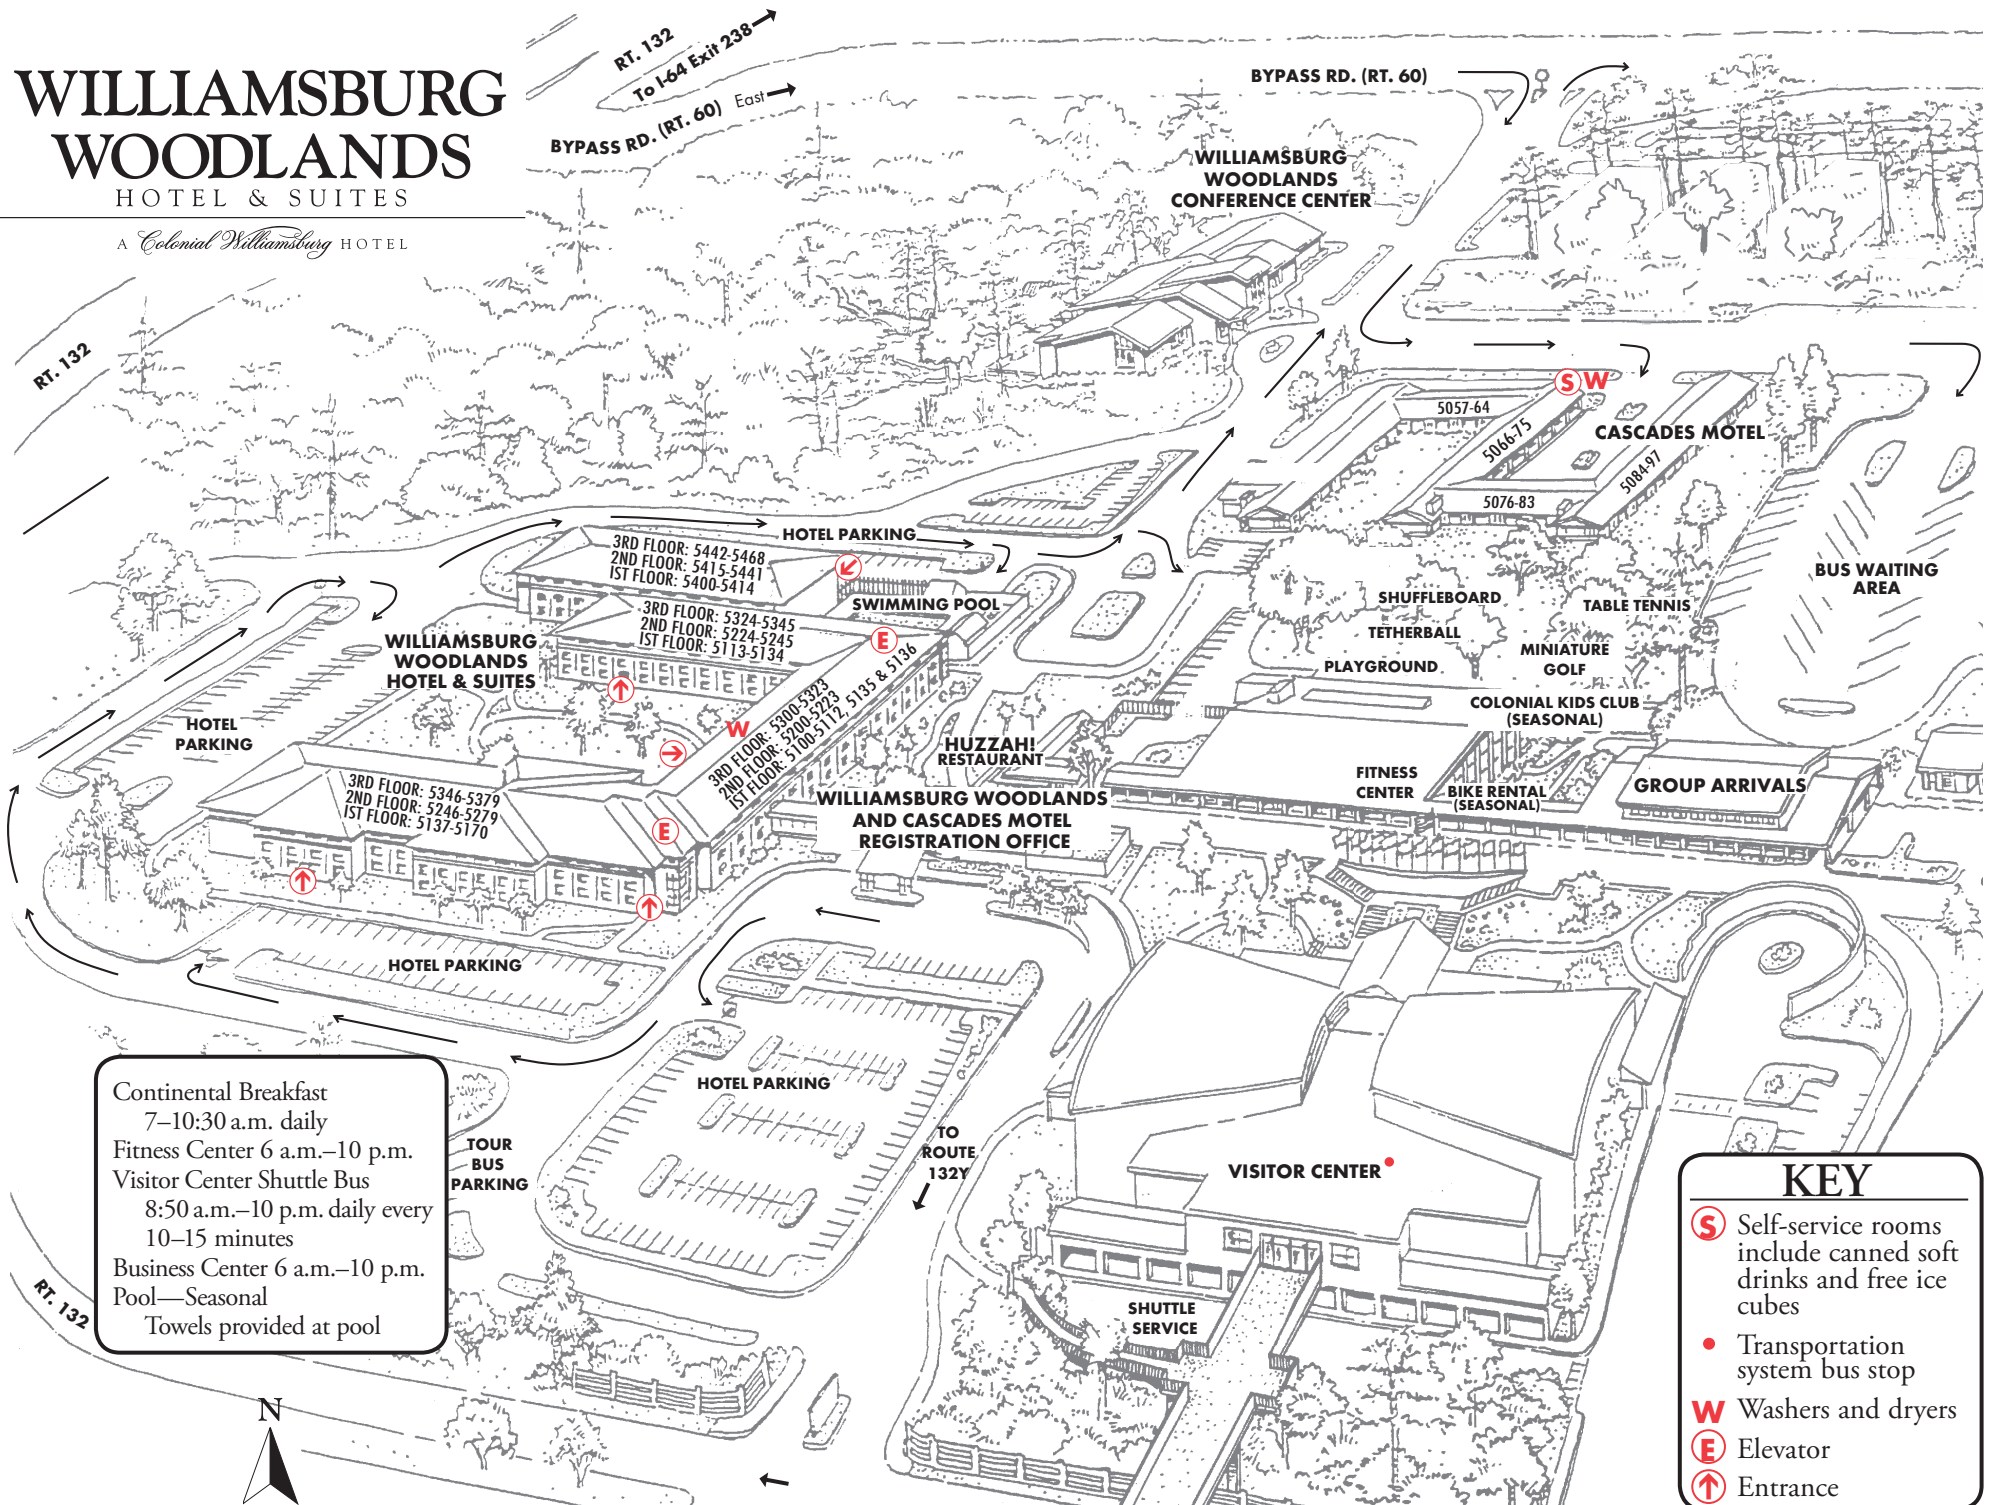 WILLIAMSBURG
WOODLANDS
HOTEL & SUITES
A Colonial Williamsburg HOTEL
RT. 132
To I-64 Exit 238
BYPASS RD. (RT. 60) East
BYPASS RD. (RT. 60)
WILLIAMSBURG
WOODLANDS
CONFERENCE CENTER
RT. 132
S W
5057-64
5066-75
CASCADES MOTEL
5084-97
5076-83
HOTEL PARKING
3RD FLOOR: 5442-5468
2ND FLOOR: 5415-5441
1ST FLOOR: 5400-5414
SWIMMING POOL
3RD FLOOR: 5324-5345
2ND FLOOR: 5224-5245
1ST FLOOR: 5113-5134
E
WILLIAMSBURG
WOODLANDS
HOTEL & SUITES
BUS WAITING
AREA
SHUFFLEBOARD
TABLE TENNIS
TETHERBALL
MINIATURE
GOLF
PLAYGROUND
HOTEL
PARKING
W
3RD FLOOR: 5300-5323
2ND FLOOR: 5200-5223
1ST FLOOR: 5100-5112, 5135 & 5136
COLONIAL KIDS CLUB
(SEASONAL)
HUZZAH!
RESTAURANT
FITNESS
CENTER
BIKE RENTAL
(SEASONAL)
GROUP ARRIVALS
3RD FLOOR: 5346-5379
2ND FLOOR: 5246-5279
1ST FLOOR: 5137-5170
E
WILLIAMSBURG WOODLANDS
AND CASCADES MOTEL
REGISTRATION OFFICE
HOTEL PARKING
HOTEL PARKING
Continental Breakfast
7–10:30 a.m. daily
Fitness Center 6 a.m.–10 p.m.
Visitor Center Shuttle Bus
8:50 a.m.–10 p.m. daily every
10–15 minutes
Business Center 6 a.m.–10 p.m.
Pool—Seasonal
Towels provided at pool
TOUR
BUS
PARKING
TO
ROUTE
132Y
VISITOR CENTER
SHUTTLE
SERVICE
RT. 132
N
KEY
S Self-service rooms
include canned soft
drinks and free ice
cubes
Transportation
system bus stop
W Washers and dryers
E Elevator
Entrance